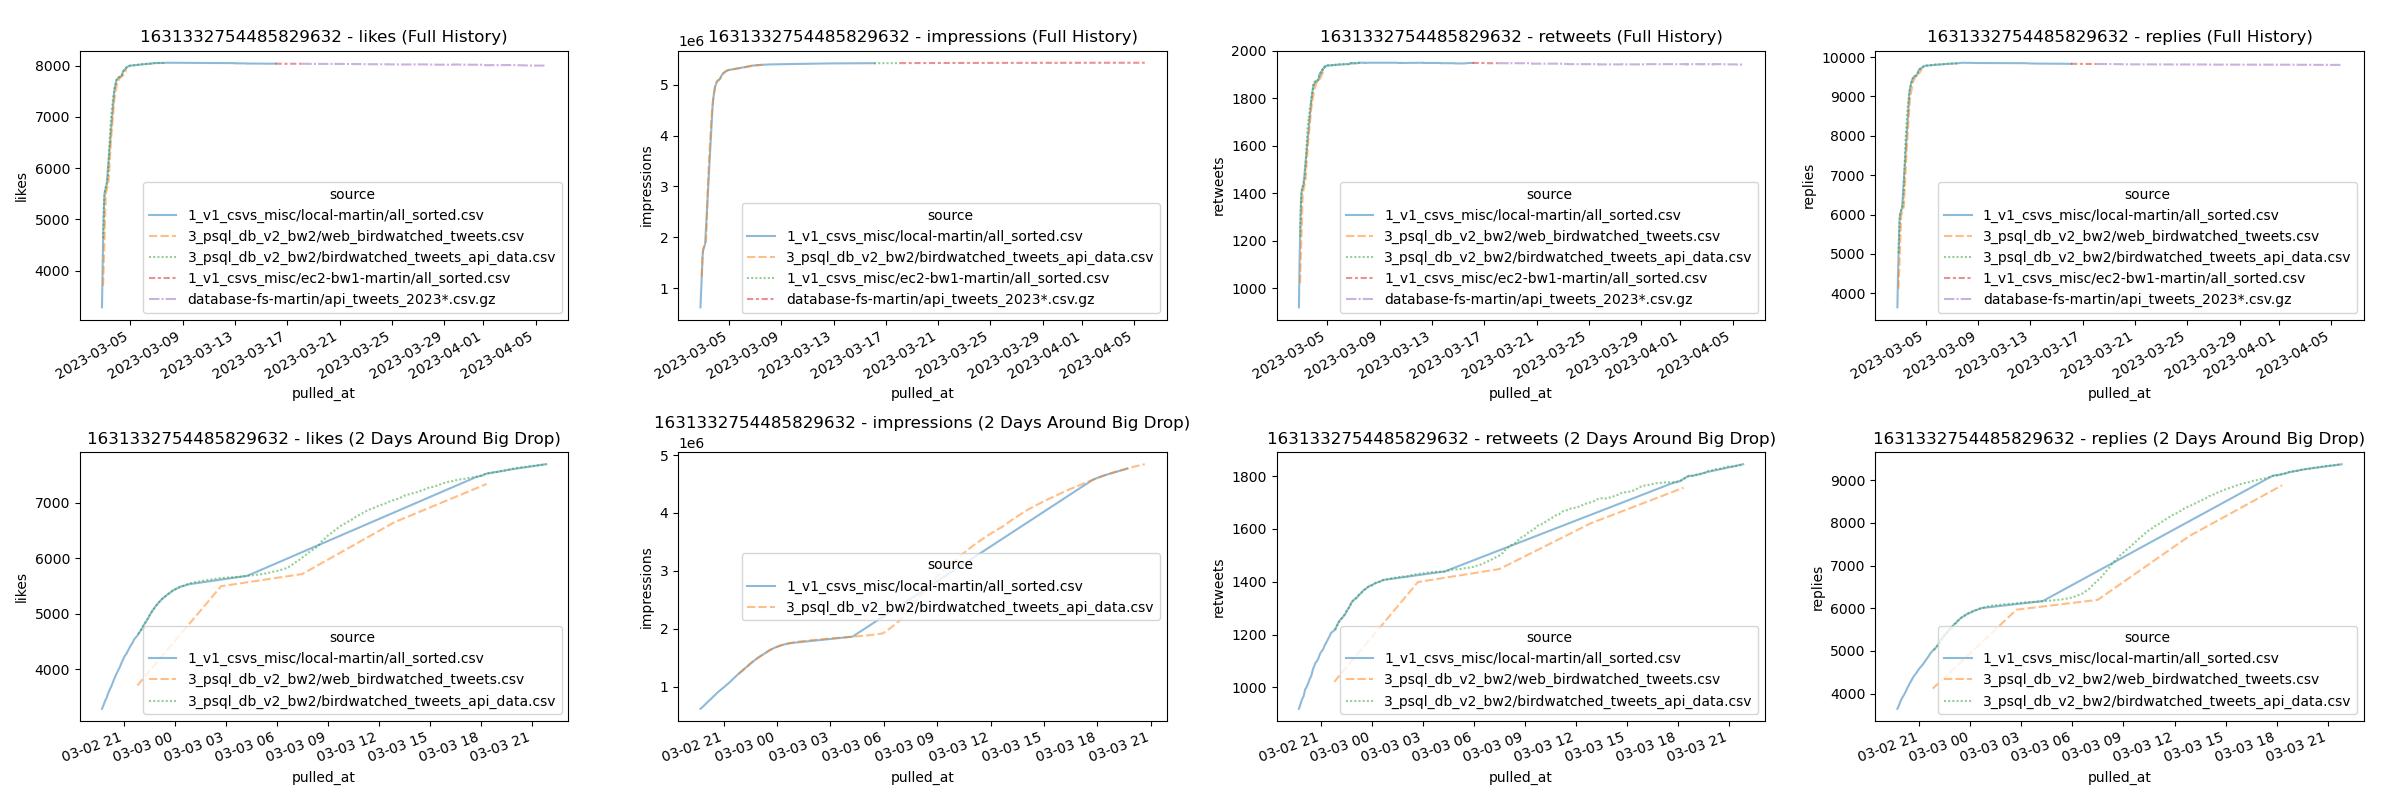 1631332754485829632 - likes (Full History)
8000
7000
6000
5000
4000
likes
source
1_v1_csvs_misc/local-martin/all_sorted.csv
3_psql_db_v2_bw2/web_birdwatched_tweets.csv
3_psql_db_v2_bw2/birdwatched_tweets_api_data.csv
1_v1_csvs_misc/ec2-bw1-martin/all_sorted.csv
database-fs-martin/api_tweets_2023*.csv.gz
2023-03-05
2023-03-09
2023-03-13
2023-03-17
2023-03-21
2023-03-25
2023-03-29
2023-04-01
2023-04-05
pulled_at
1631332754485829632 - impressions (Full History)
1e6
5
4
3
2
1
impressions
source
1_v1_csvs_misc/local-martin/all_sorted.csv
3_psql_db_v2_bw2/birdwatched_tweets_api_data.csv
1_v1_csvs_misc/ec2-bw1-martin/all_sorted.csv
database-fs-martin/api_tweets_2023*.csv.gz
2023-03-05
2023-03-09
2023-03-13
2023-03-17
2023-03-21
2023-03-25
2023-03-29
2023-04-01
2023-04-05
pulled_at
1631332754485829632 - retweets (Full History)
2000
1800
1600
1400
1200
1000
retweets
source
1_v1_csvs_misc/local-martin/all_sorted.csv
3_psql_db_v2_bw2/web_birdwatched_tweets.csv
3_psql_db_v2_bw2/birdwatched_tweets_api_data.csv
1_v1_csvs_misc/ec2-bw1-martin/all_sorted.csv
database-fs-martin/api_tweets_2023*.csv.gz
2023-03-05
2023-03-09
2023-03-13
2023-03-17
2023-03-21
2023-03-25
2023-03-29
2023-04-01
2023-04-05
pulled_at
1631332754485829632 - replies (Full History)
10000
9000
8000
7000
6000
5000
4000
replies
source
1_v1_csvs_misc/local-martin/all_sorted.csv
3_psql_db_v2_bw2/web_birdwatched_tweets.csv
3_psql_db_v2_bw2/birdwatched_tweets_api_data.csv
1_v1_csvs_misc/ec2-bw1-martin/all_sorted.csv
database-fs-martin/api_tweets_2023*.csv.gz
2023-03-05
2023-03-09
2023-03-13
2023-03-17
2023-03-21
2023-03-25
2023-03-29
2023-04-01
2023-04-05
pulled_at
1631332754485829632 - likes (2 Days Around Big Drop)
7000
6000
5000
4000
likes
source
1_v1_csvs_misc/local-martin/all_sorted.csv
3_psql_db_v2_bw2/web_birdwatched_tweets.csv
3_psql_db_v2_bw2/birdwatched_tweets_api_data.csv
03-02 21
03-03 00
03-03 03
03-03 06
03-03 09
03-03 12
03-03 15
03-03 18
03-03 21
pulled_at
1631332754485829632 - impressions (2 Days Around Big Drop)
1e6
5
4
3
2
1
impressions
source
1_v1_csvs_misc/local-martin/all_sorted.csv
3_psql_db_v2_bw2/birdwatched_tweets_api_data.csv
03-02 21
03-03 00
03-03 03
03-03 06
03-03 09
03-03 12
03-03 15
03-03 18
03-03 21
pulled_at
1631332754485829632 - retweets (2 Days Around Big Drop)
1800
1600
1400
1200
1000
retweets
source
1_v1_csvs_misc/local-martin/all_sorted.csv
3_psql_db_v2_bw2/web_birdwatched_tweets.csv
3_psql_db_v2_bw2/birdwatched_tweets_api_data.csv
03-02 21
03-03 00
03-03 03
03-03 06
03-03 09
03-03 12
03-03 15
03-03 18
03-03 21
pulled_at
1631332754485829632 - replies (2 Days Around Big Drop)
9000
8000
7000
6000
5000
4000
replies
source
1_v1_csvs_misc/local-martin/all_sorted.csv
3_psql_db_v2_bw2/web_birdwatched_tweets.csv
3_psql_db_v2_bw2/birdwatched_tweets_api_data.csv
03-02 21
03-03 00
03-03 03
03-03 06
03-03 09
03-03 12
03-03 15
03-03 18
03-03 21
pulled_at